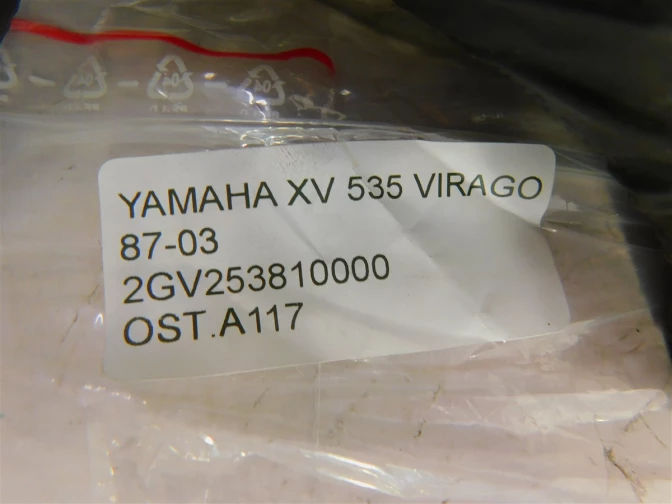 YAMAHA XV 535 VIRAGO
87-03
2GV253810000
OST.A117